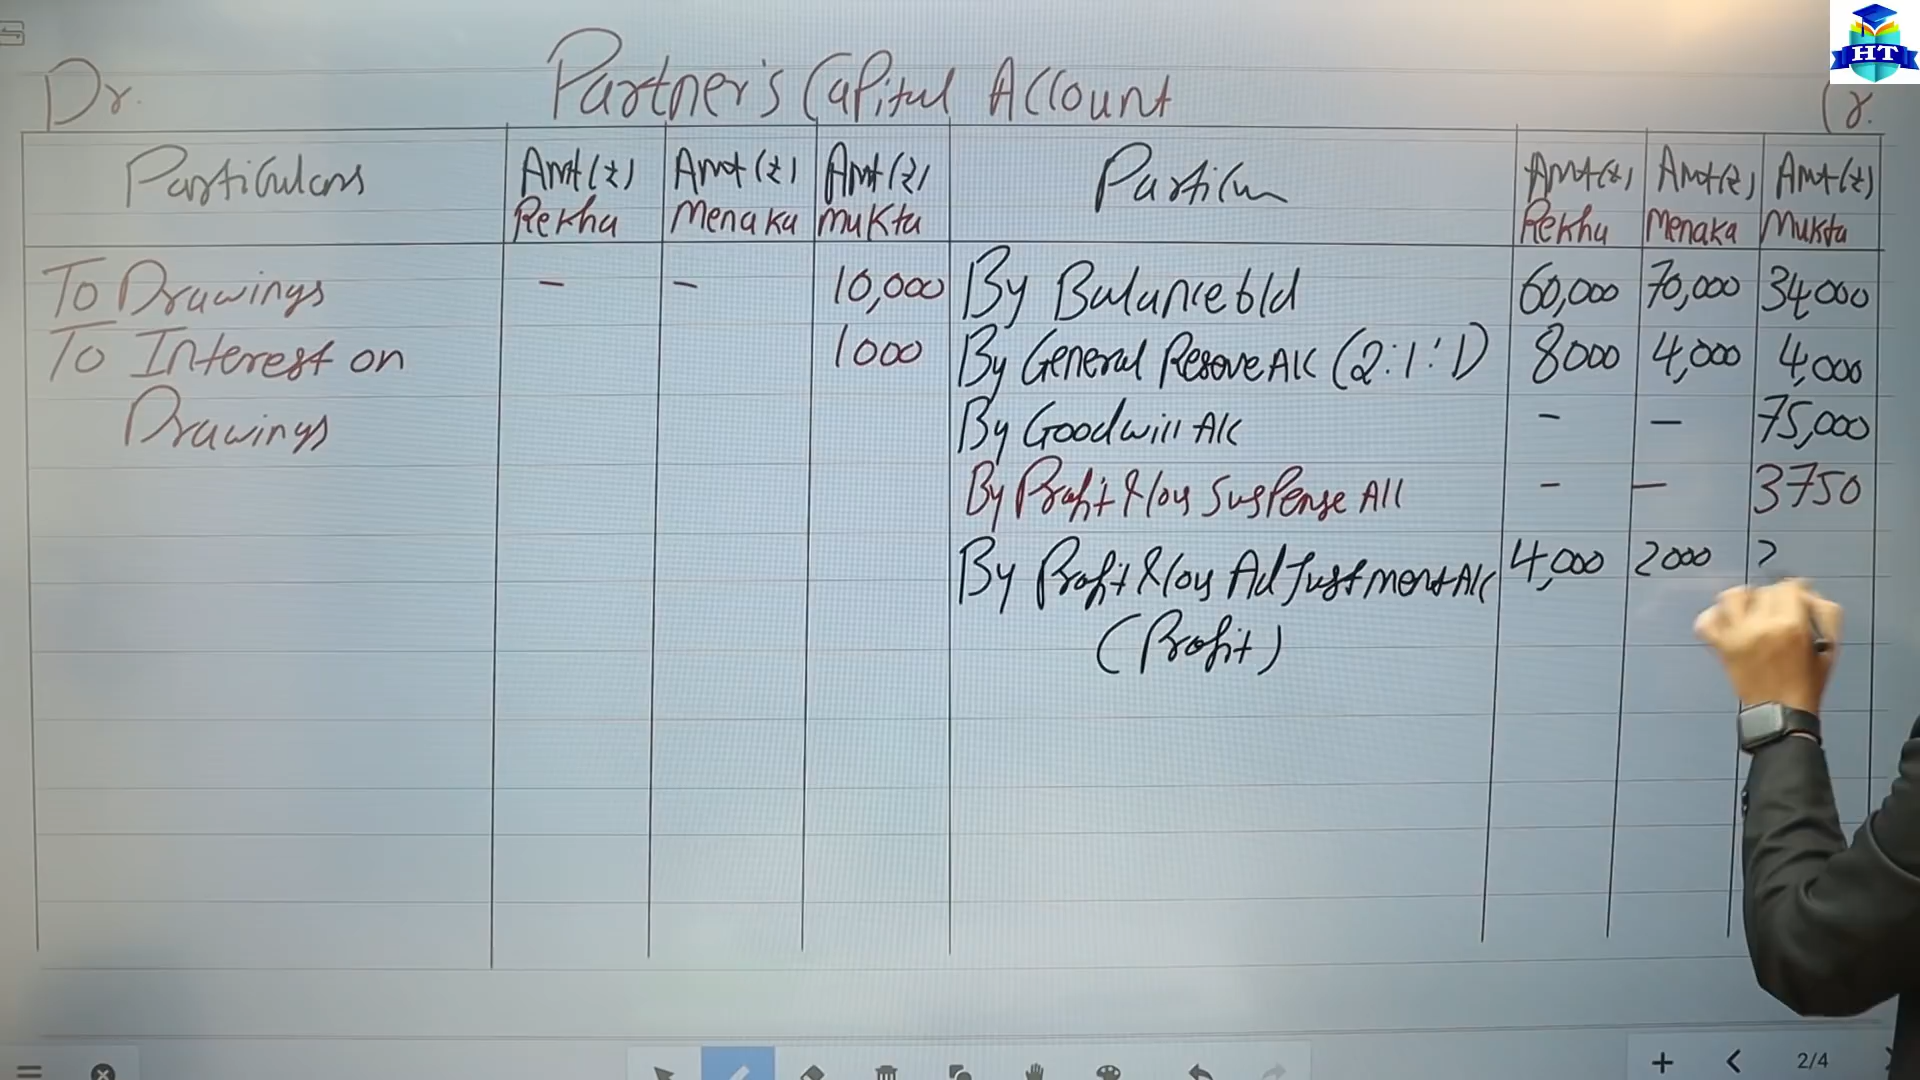 HT
Dr. Partner's Capital Account Cr.
Particulars Amt(₹) Amt(₹) Amt(₹) Amt(₹) Amt(₹) Amt(₹)
Rekha Menaka Mukta Rekha Menaka Mukta
To Drawings - - 10,000 By Balance b/d 60,000 70,000 34000
To Interest on 1000 By General Reserve A/C (2:1:1) 8000 4,000 4,000
Drawings By Goodwill A/C - - 75,000
By Profit & loss Suspense A/C - - 3750
By Profit & loss Adjustment A/C 4,000 2000 2
(Profit)
2/4